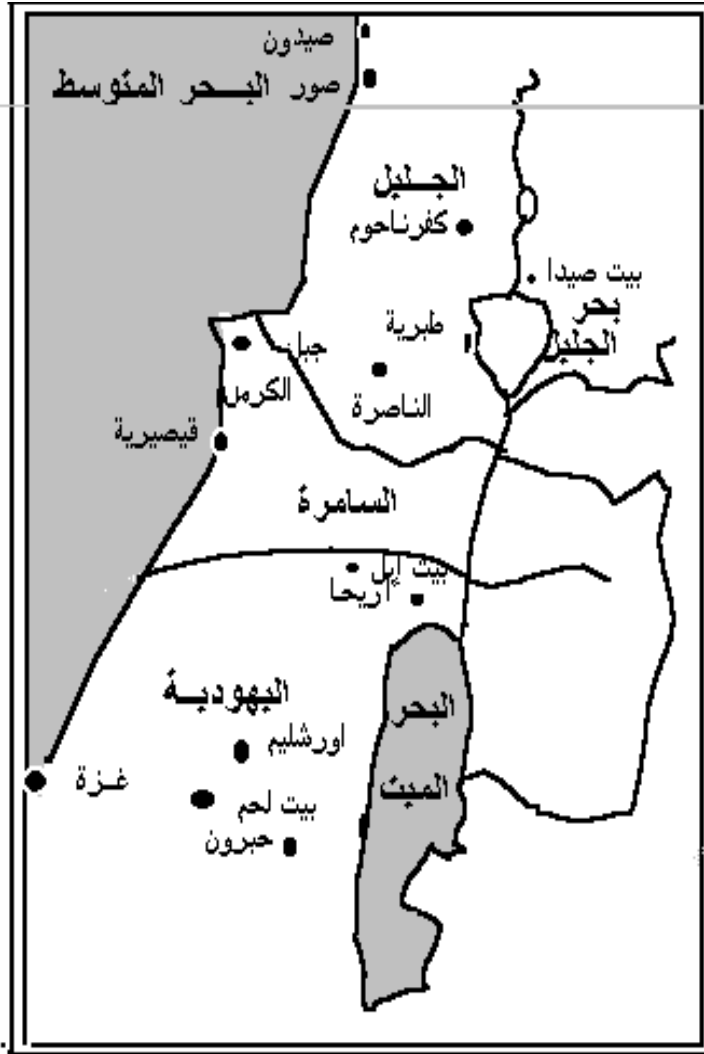 صيدون
صور البحر المتوسط
الجليل
كفرناحوم
بيت صيدا
بحر
الجليل
طبرية
جبل
الكرمل
الناصرة
قيصيرية
السامرة
بيت إيل
أريحا
اليهودية
البحر
الميت
اورشليم
غزة
بيت لحم
حبرون